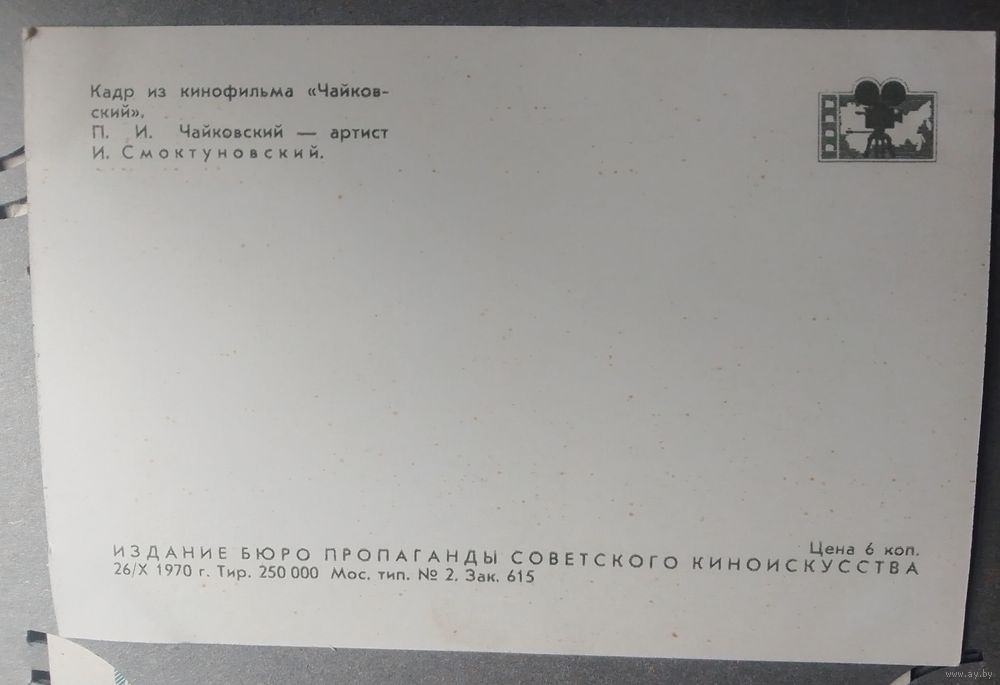 Кадр из кинофильма «Чайков-
ский».
П. И. Чайковский — артист
И. Смоктуновский.
Цена 6 коп.
ИЗДАНИЕ БЮРО ПРОПАГАНДЫ СОВЕТСКОГО КИНОИСКУССТВА
26/X 1970 г. Тир. 250 000 Мос. тип. № 2. Зак. 615
www.ay.by